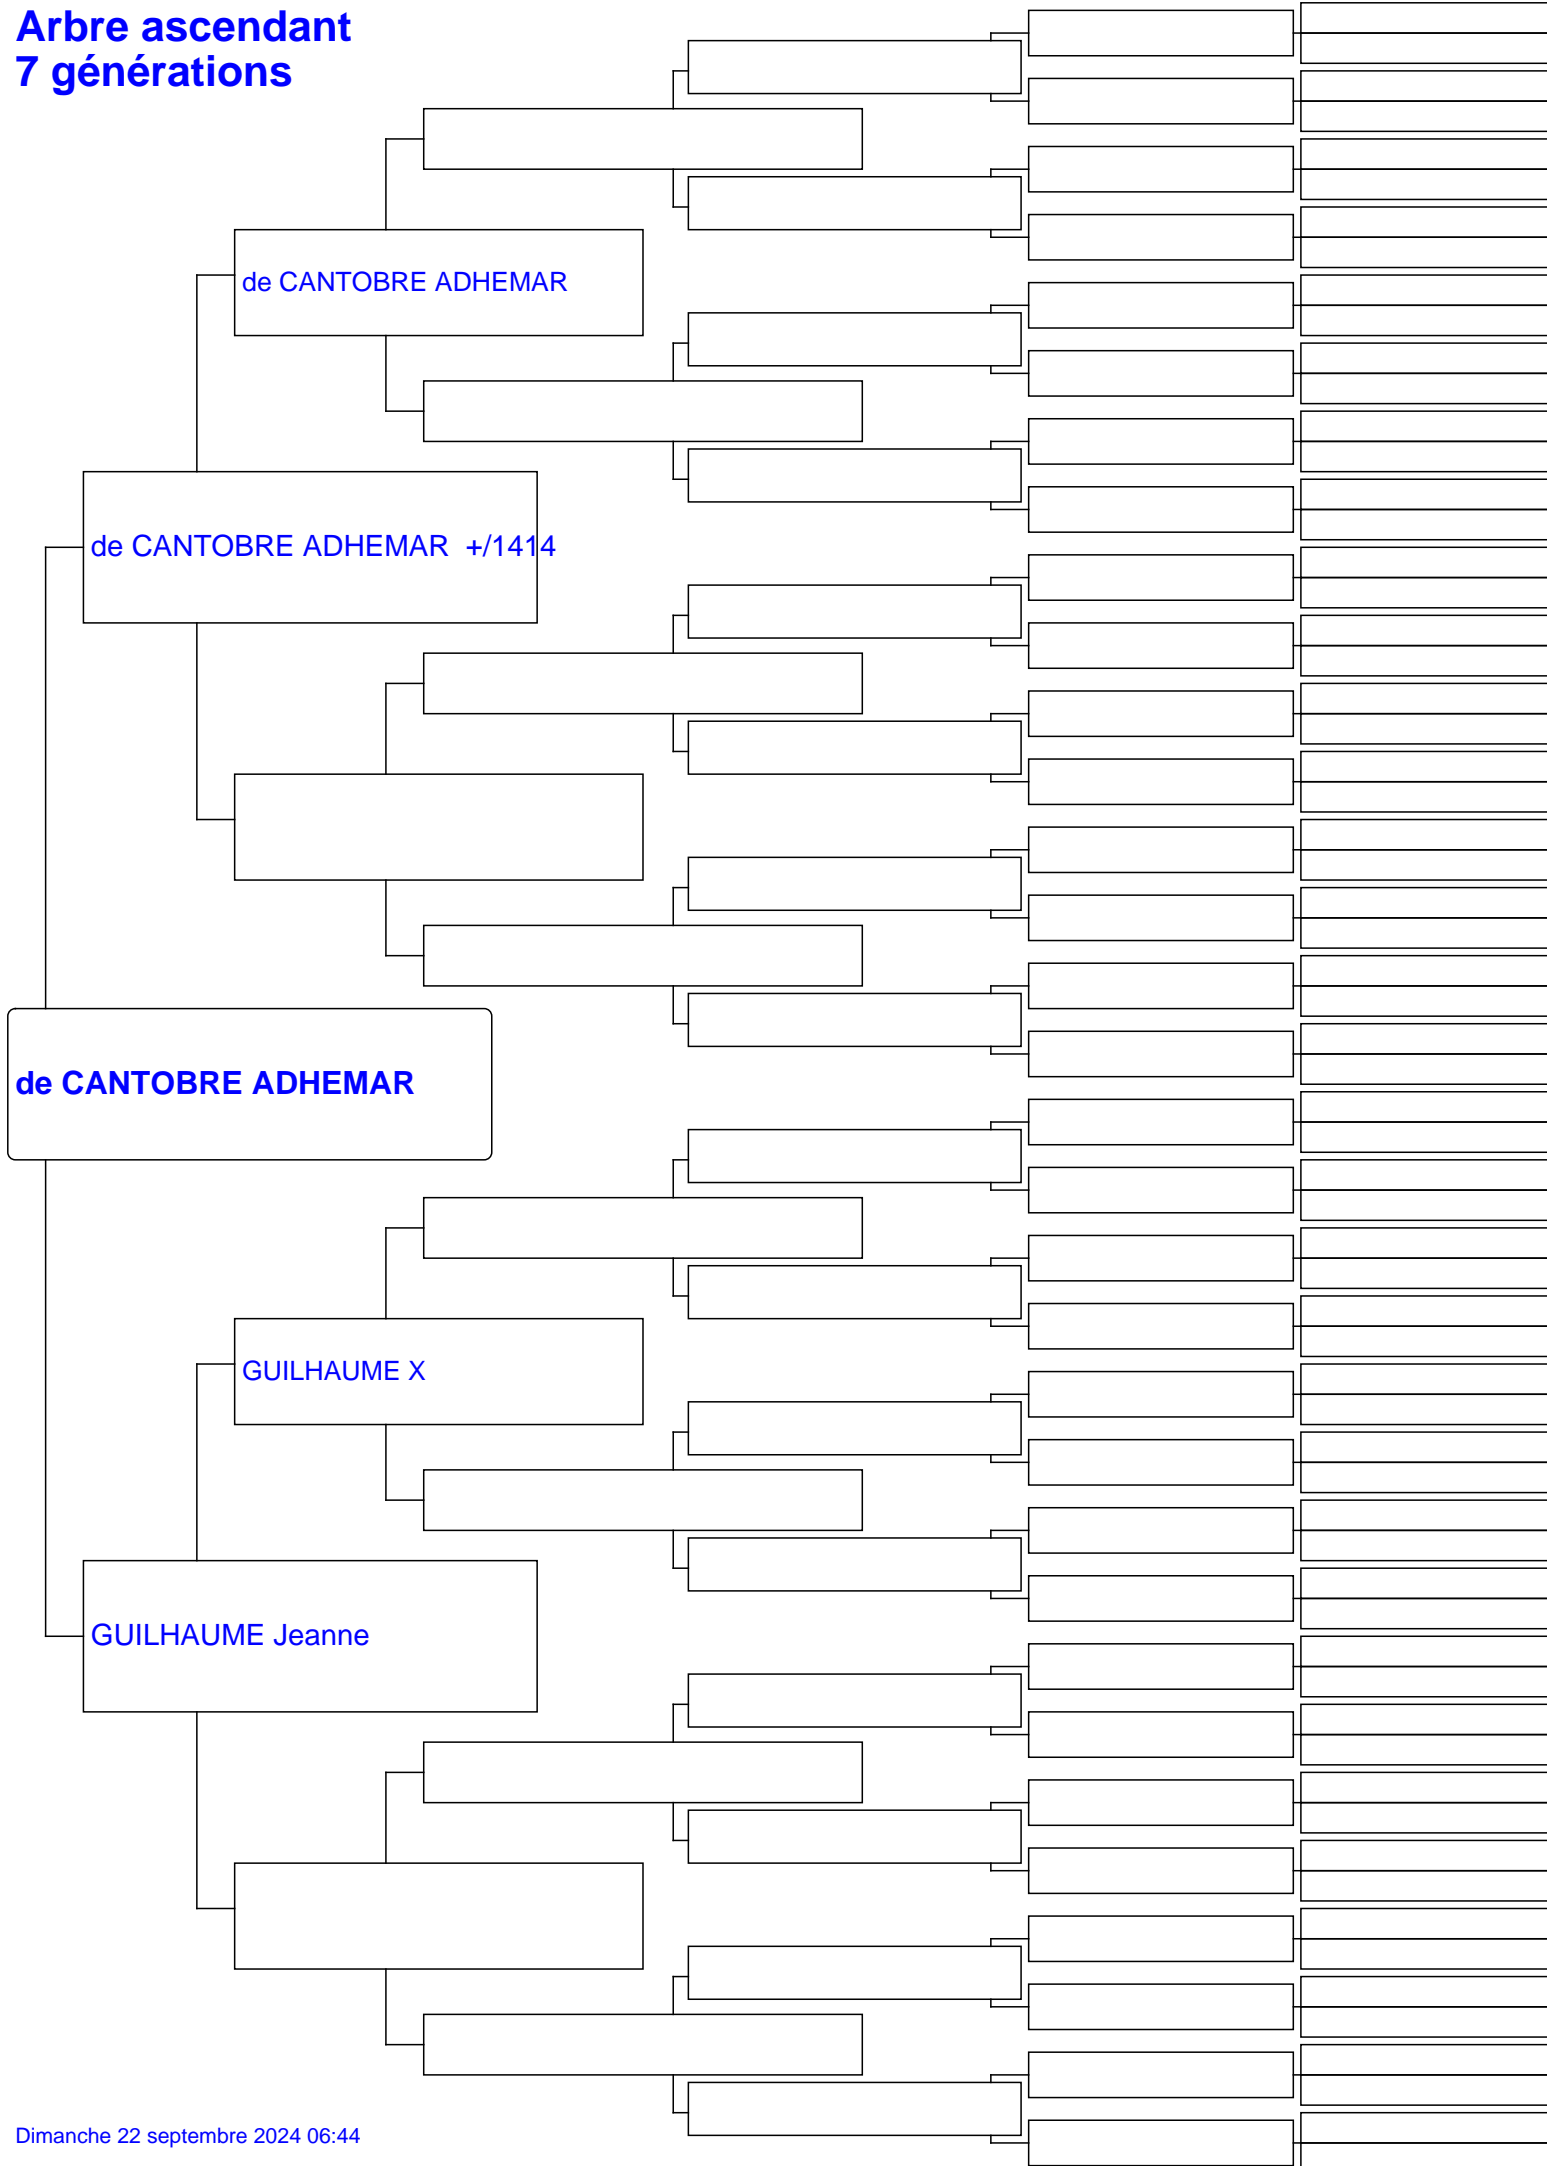 Arbre ascendant
7 générations
de CANTOBRE ADHEMAR
de CANTOBRE ADHEMAR  +/1414
de CANTOBRE ADHEMAR
GUILHAUME X
GUILHAUME Jeanne
Dimanche 22 septembre 2024 06:44